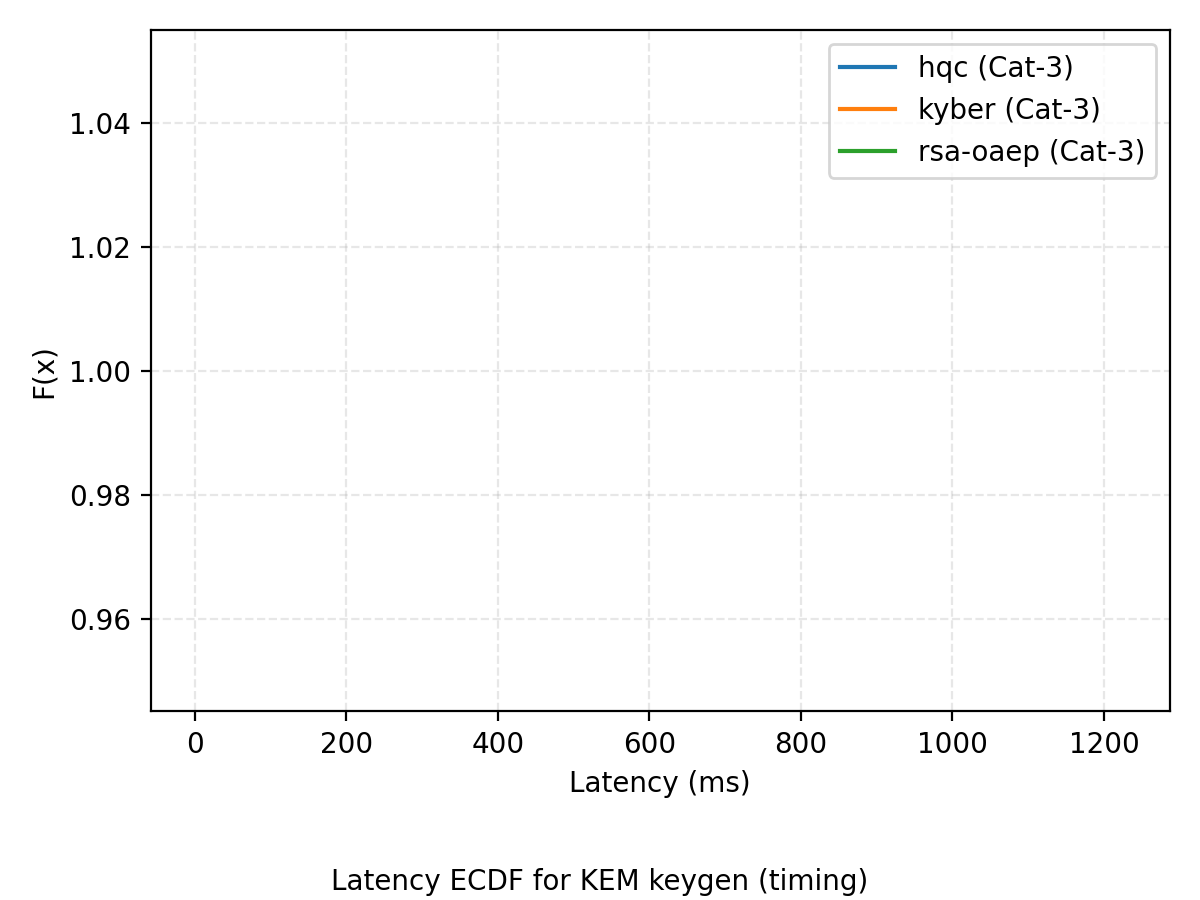 hqc (Cat-3)
kyber (Cat-3)
rsa-oaep (Cat-3)
F(x)
1.04
1.02
1.00
0.98
0.96
0 200 400 600 800 1000 1200
Latency (ms)
Latency ECDF for KEM keygen (timing)